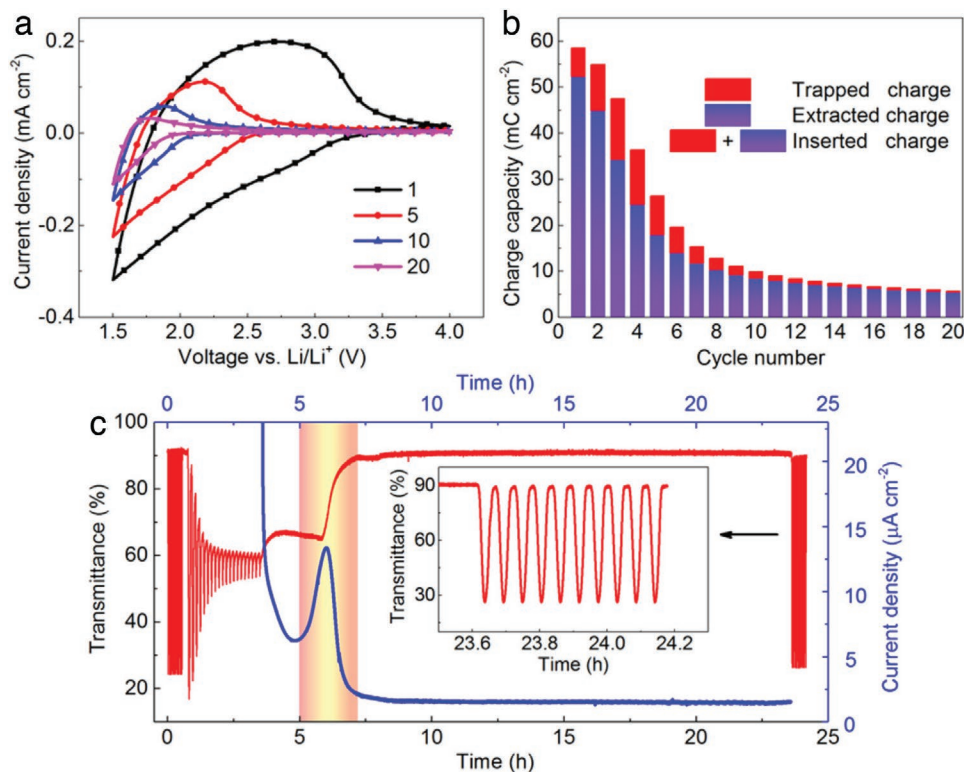 a
Current density (mA cm⁻²)
0.2
0.0
-0.2
-0.4
1
5
10
20
1.5 2.0 2.5 3.0 3.5 4.0
Voltage vs. Li/Li⁺ (V)
b
Charge capacity (mC cm⁻²)
60
50
40
30
20
10
0
Trapped charge
Extracted charge
+ Inserted charge
0 2 4 6 8 10 12 14 16 18 20
Cycle number
Time (h)
0 5 10 15 20 25
c
Transmittance (%)
100
80
60
40
20
Transmittance (%)
90
60
30
23.6 23.8 24.0 24.2
Time (h)
20
15
10
5
0
Current density (µA cm⁻²)
0 5 10 15 20 25
Time (h)